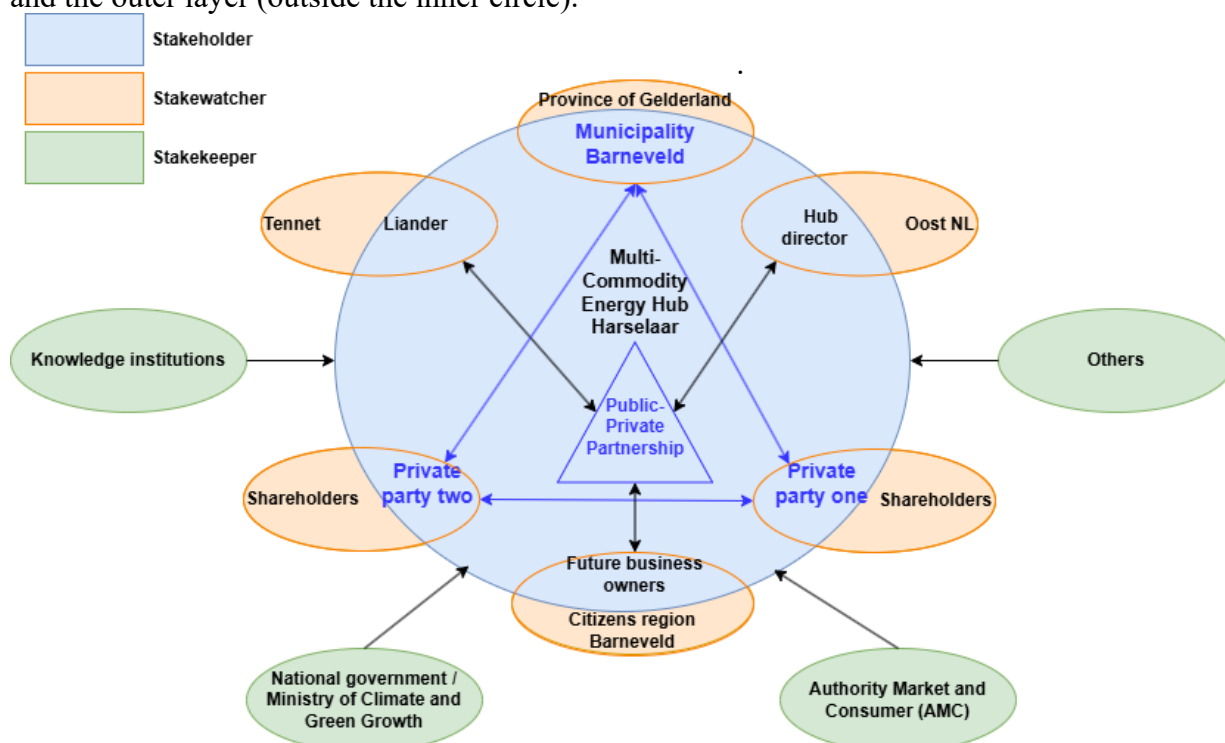 and the outer layer (outside the inner circle).
Stakeholder
Stakewatcher
Stakekeeper
.
Province of Gelderland
Municipality
Barneveld
Tennet
Liander
Hub
director
Oost NL
Multi-
Commodity
Energy Hub
Harselaar
Knowledge institutions
Others
Public-
Private
Partnership
Shareholders
Private
party two
Private
party one
Shareholders
Future business
owners
Citizens region
Barneveld
National government /
Ministry of Climate and
Green Growth
Authority Market and
Consumer (AMC)